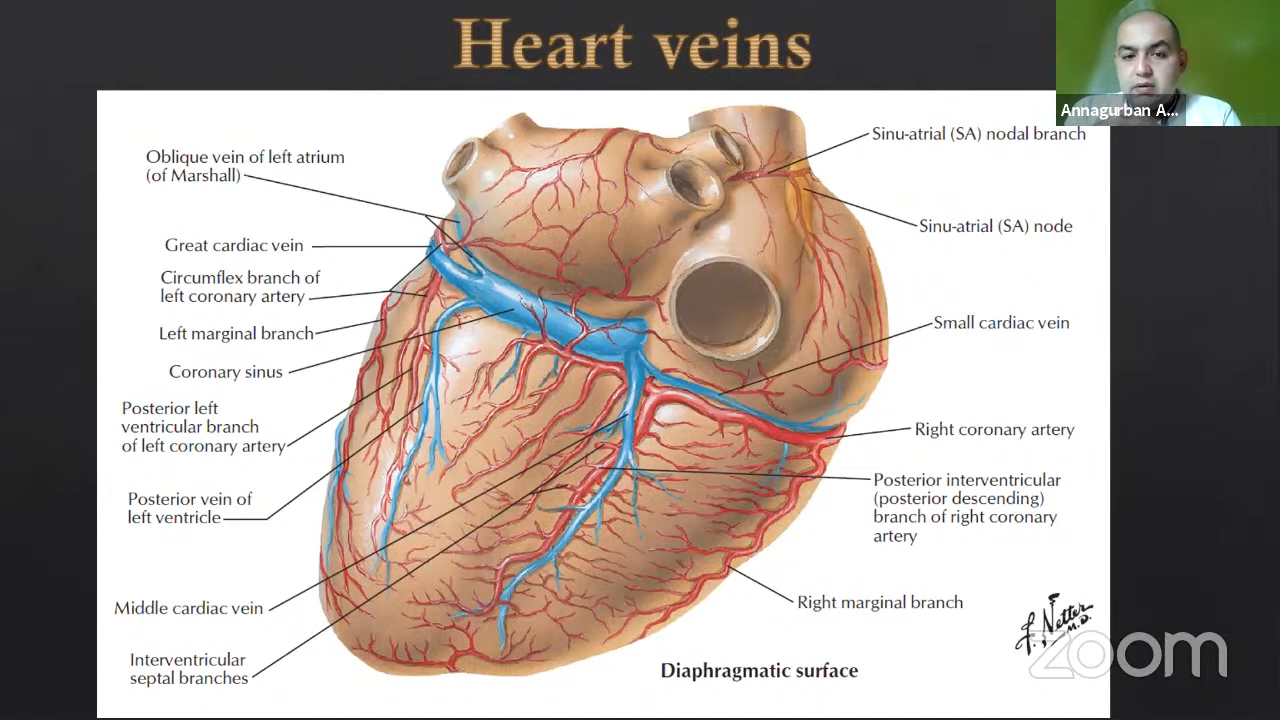 Heart veins
Annagurban A...
Oblique vein of left atrium
(of Marshall)
Great cardiac vein
Circumflex branch of
left coronary artery
Left marginal branch
Coronary sinus
Posterior left
ventricular branch
of left coronary artery
Posterior vein of
left ventricle
Middle cardiac vein
Interventricular
septal branches
Sinu-atrial (SA) nodal branch
Sinu-atrial (SA) node
Small cardiac vein
Right coronary artery
Posterior interventricular
(posterior descending)
branch of right coronary
artery
Right marginal branch
Diaphragmatic surface
F. Netter
M.D.
zoom